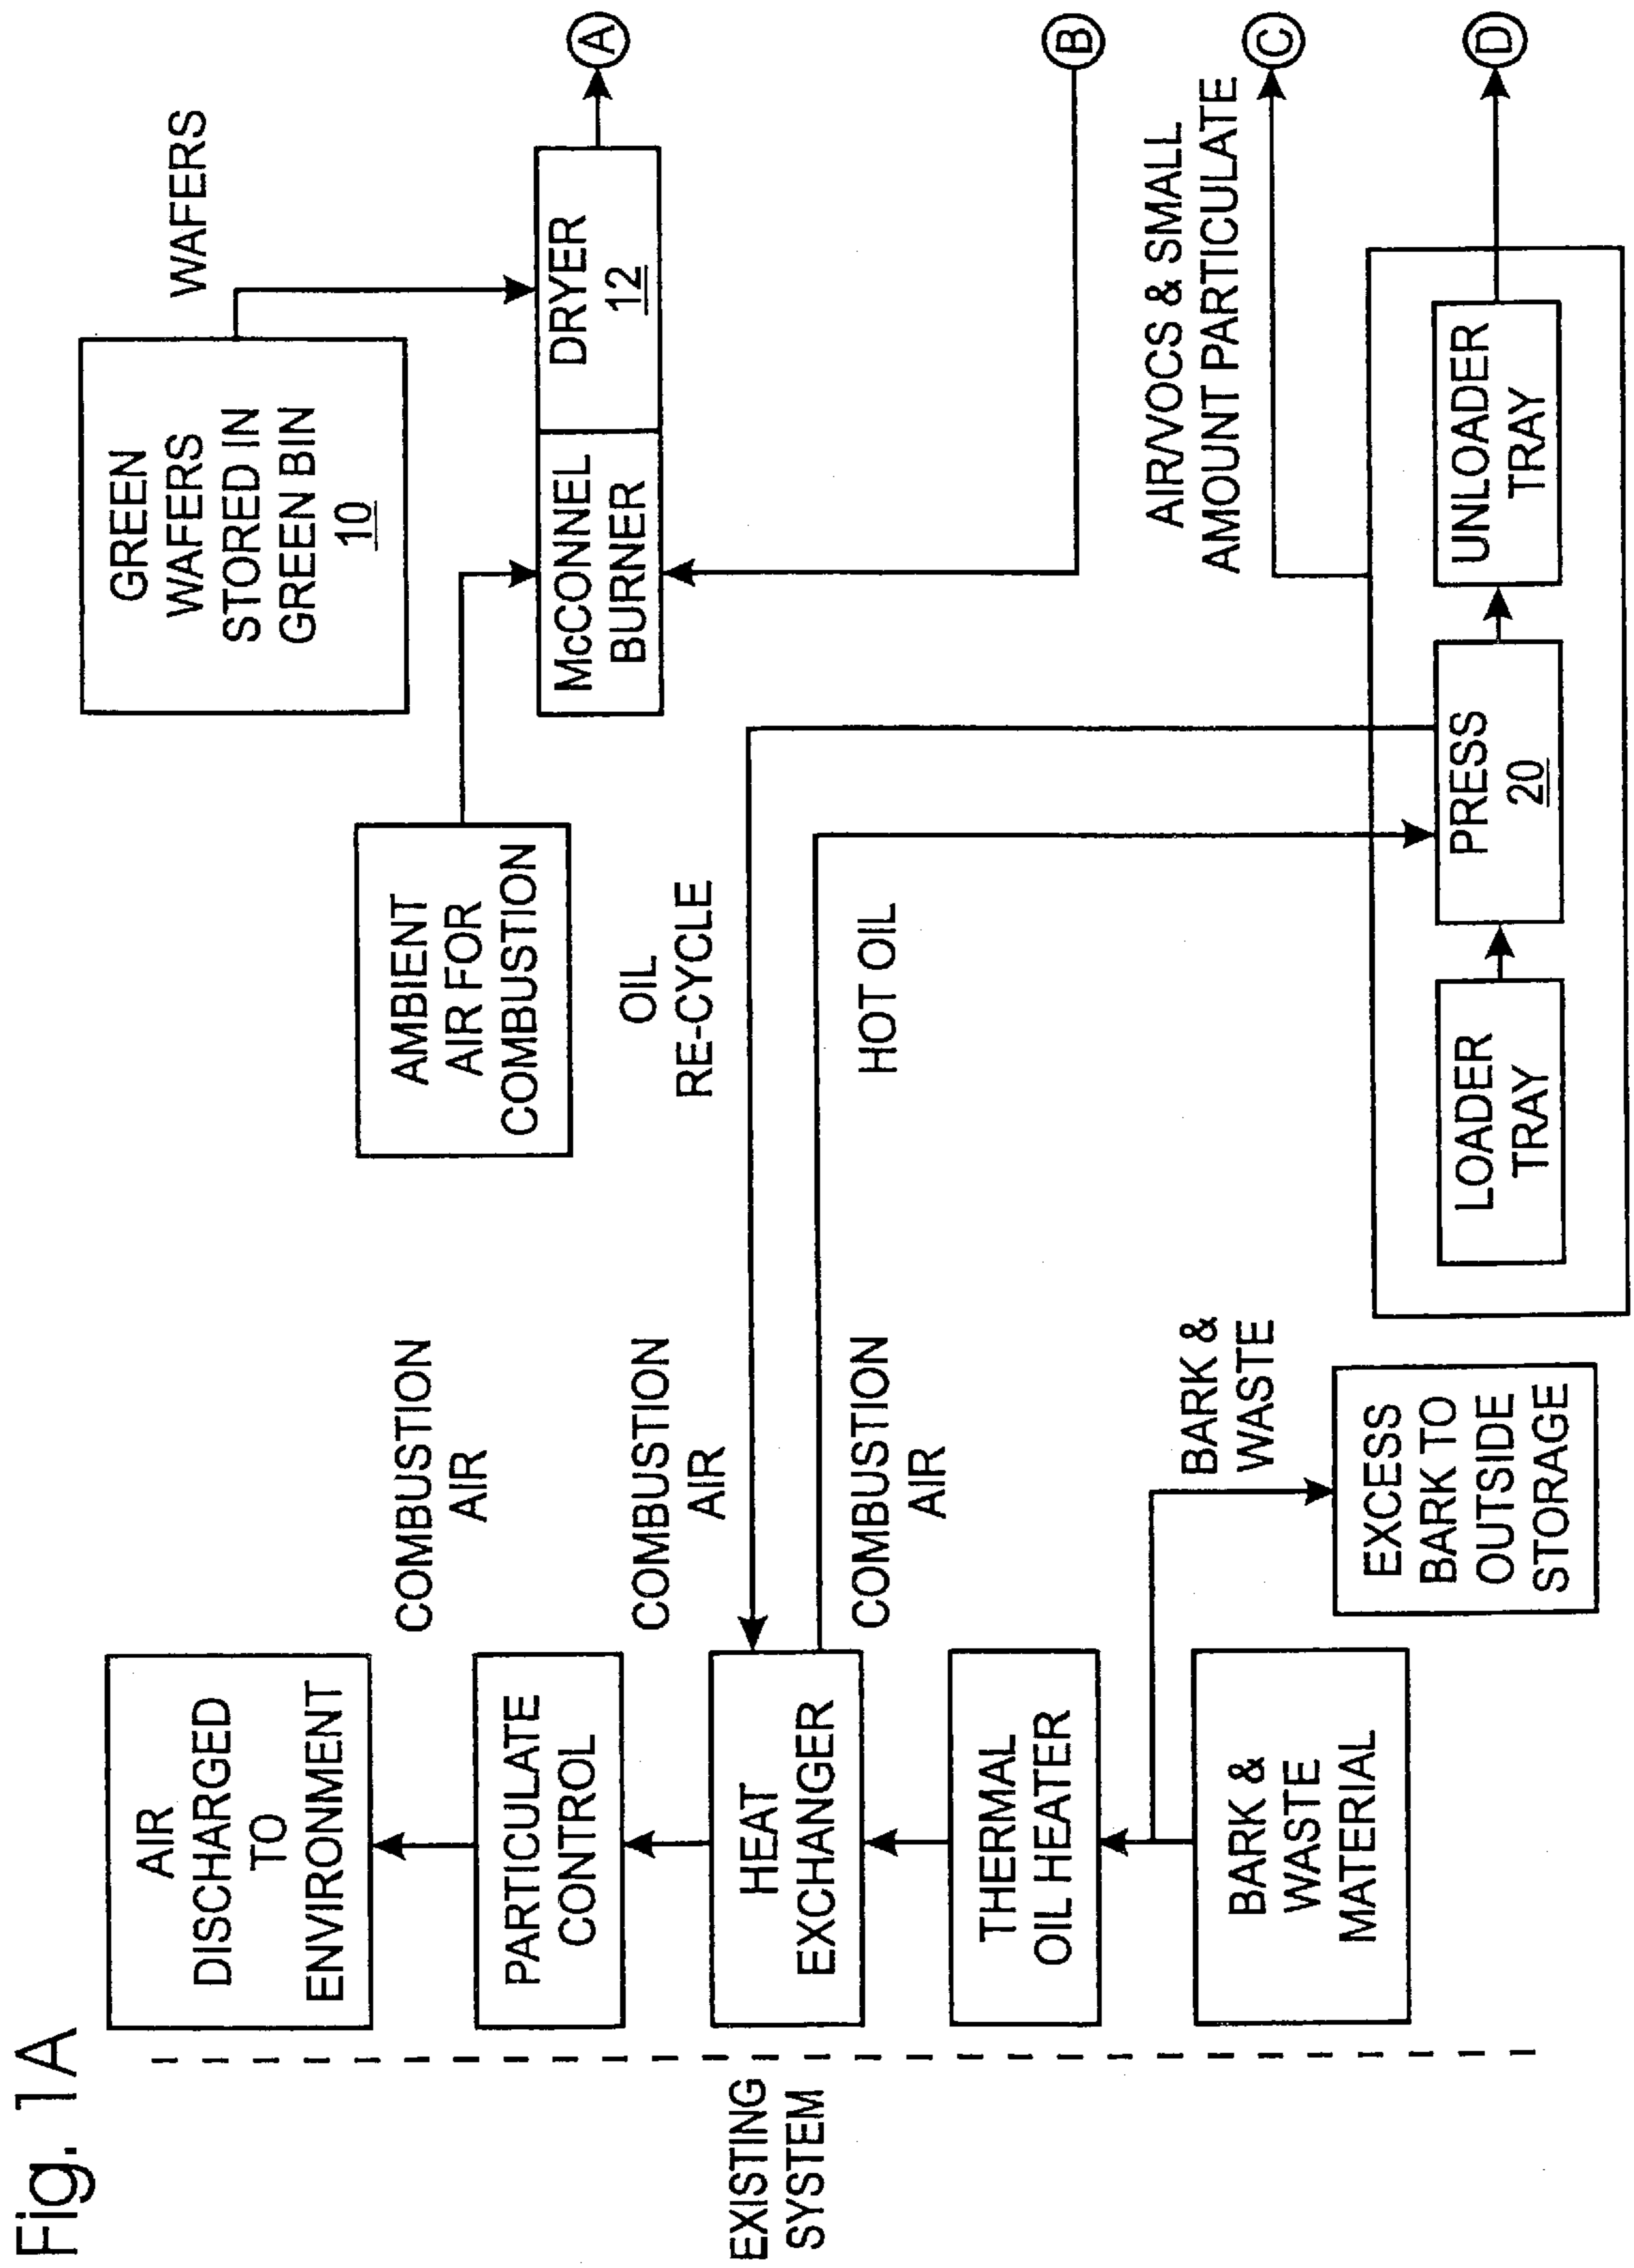 Fig. 1A
EXISTING
SYSTEM
AIR
DISCHARGED
TO
ENVIRONMENT
COMBUSTION
AIR
PARTICULATE
CONTROL
COMBUSTION
AIR
HEAT
EXCHANGER
COMBUSTION
AIR
THERMAL
OIL HEATER
BARK &
WASTE
MATERIAL
BARK &
WASTE
EXCESS
BARK TO
OUTSIDE
STORAGE
AMBIENT
AIR FOR
COMBUSTION
OIL
RE-CYCLE
HOT OIL
GREEN
WAFERS
STORED IN
GREEN BIN
10
WAFERS
McCONNEL
BURNER
DRYER
12
A
B
AIR/VOCS & SMALL
AMOUNT PARTICULATE
C
LOADER
TRAY
PRESS
20
UNLOADER
TRAY
D